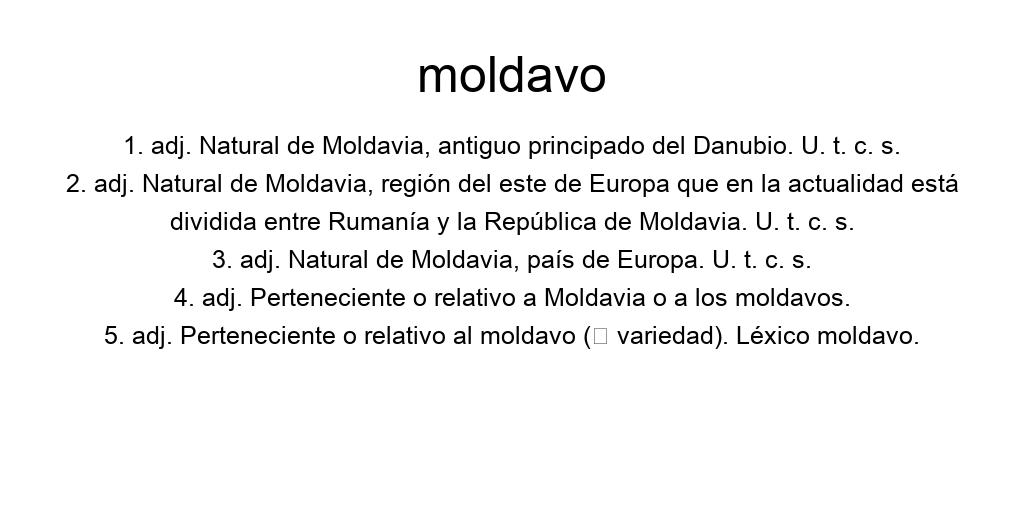 moldavo
1. adj. Natural de Moldavia, antiguo principado del Danubio. U. t. c. s.
2. adj. Natural de Moldavia, región del este de Europa que en la actualidad está
dividida entre Rumanía y la República de Moldavia. U. t. c. s.
3. adj. Natural de Moldavia, país de Europa. U. t. c. s.
4. adj. Perteneciente o relativo a Moldavia o a los moldavos.
5. adj. Perteneciente o relativo al moldavo (□ variedad). Léxico moldavo.